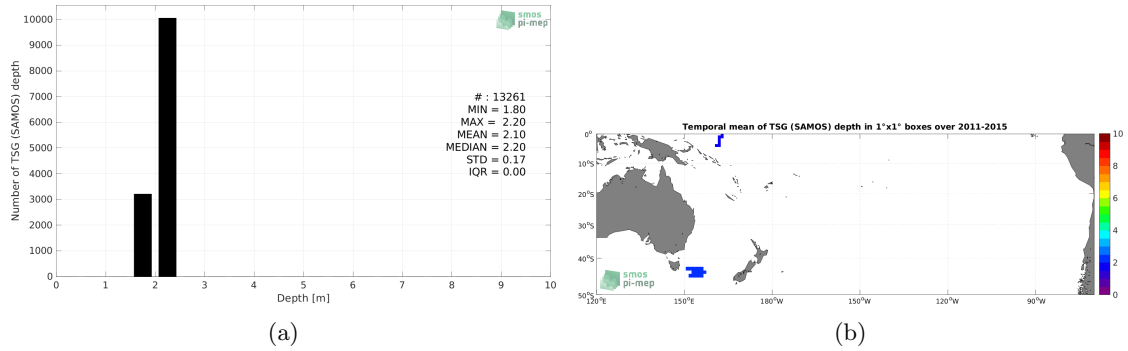 10000
9000
8000
7000
6000
5000
4000
3000
2000
1000
0
Number of TSG (SAMOS) depth
0 1 2 3 4 5 6 7 8 9 10
Depth [m]
smos
pi-mep
# : 13261
MIN = 1.80
MAX = 2.20
MEAN = 2.10
MEDIAN = 2.20
STD = 0.17
IQR = 0.00
(a)
Temporal mean of TSG (SAMOS) depth in 1°x1° boxes over 2011-2015
0°
10°S
20°S
30°S
40°S
50°S
120°E 150°E 180°W 150°W 120°W 90°W
smos
pi-mep
10
8
6
4
2
0
(b)